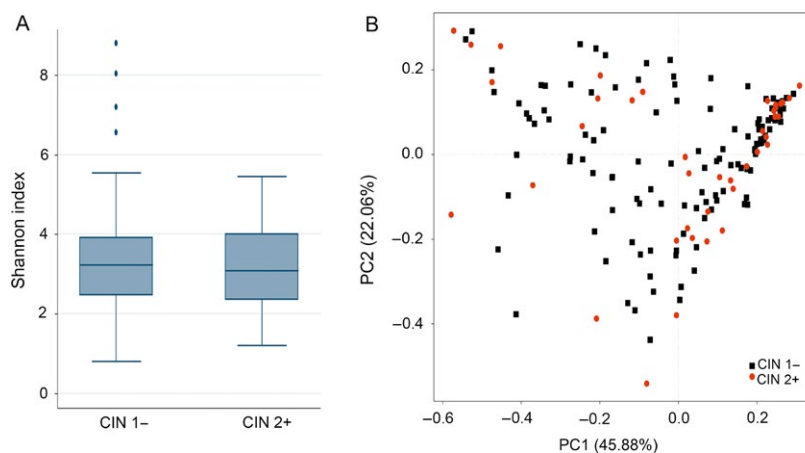 A
Shannon index
8
6
4
2
0
CIN 1–
CIN 2+
B
PC2 (22.06%)
0.2
0.0
–0.2
–0.4
CIN 1–
CIN 2+
–0.6
–0.4
–0.2
0.0
0.2
PC1 (45.88%)